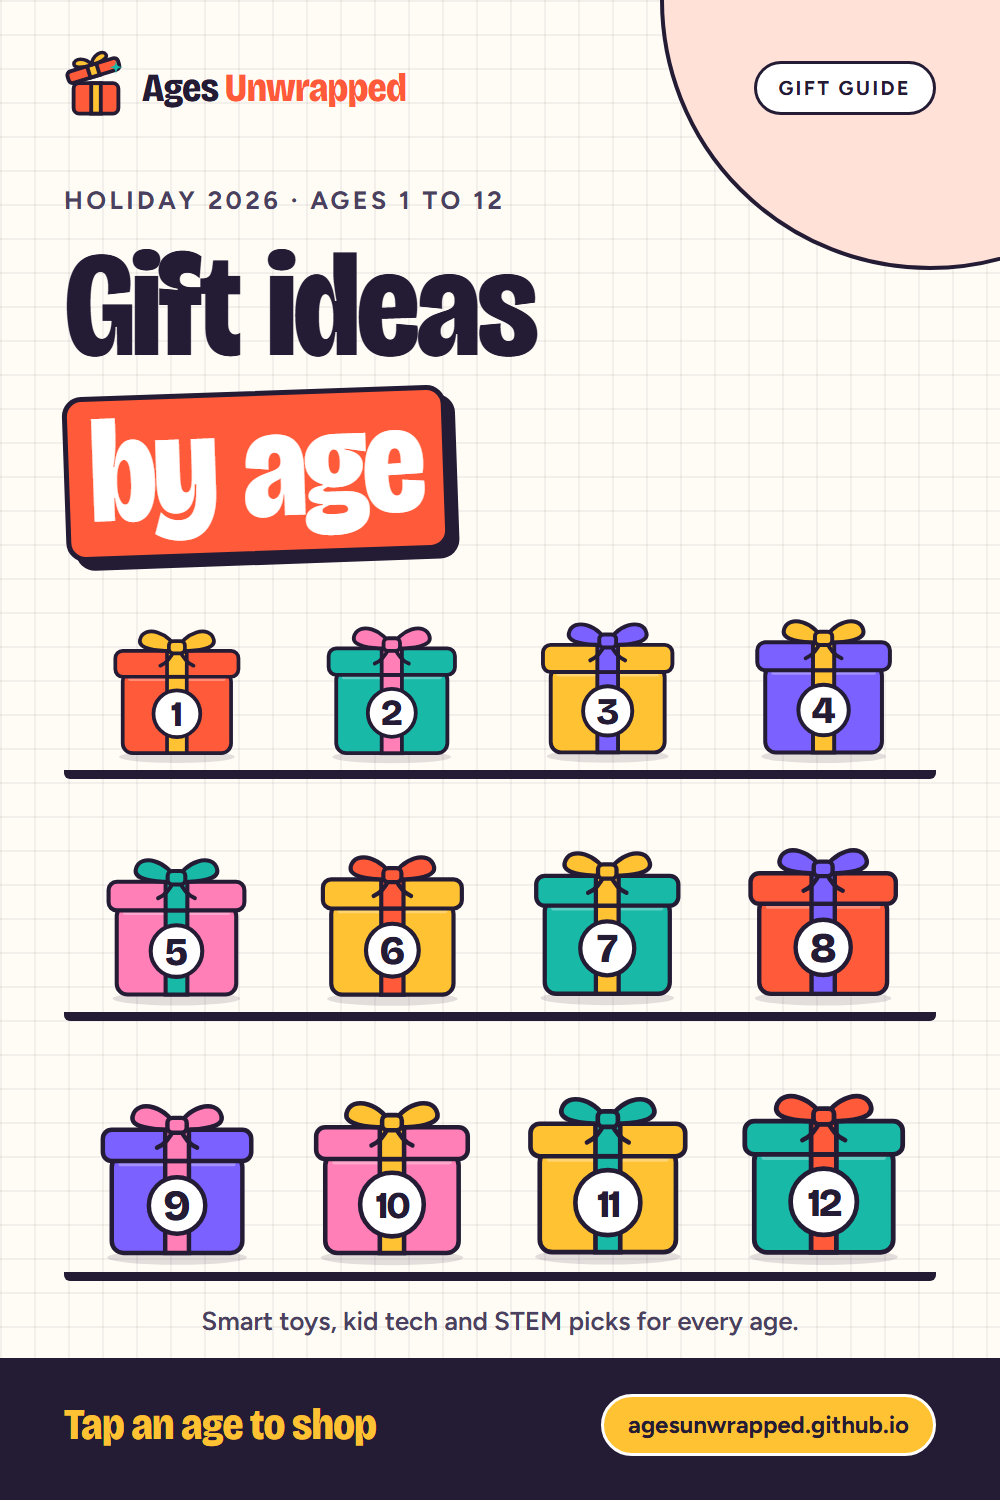 Ages Unwrapped
GIFT GUIDE
HOLIDAY 2026 · AGES 1 TO 12
Gift ideas
by age
1 2 3 4
5 6 7 8
9 10 11 12
Smart toys, kid tech and STEM picks for every age.
Tap an age to shop
agesunwrapped.github.io